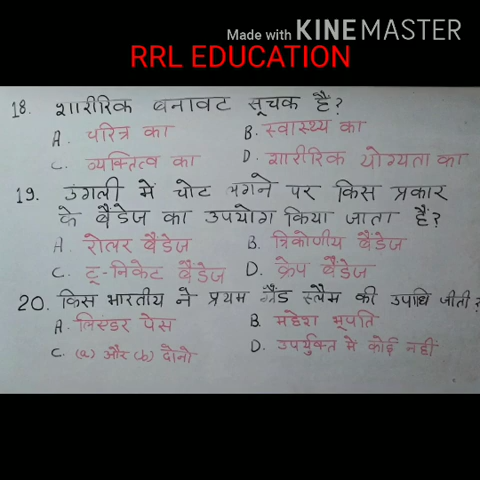 Made with KINEMASTER
RRL EDUCATION
18. शारीरिक बनावट सूचक है?
A. चरित्र का B. स्वास्थ्य का
C. व्यक्तित्व का D. शारीरिक योग्यता का
19. उंगली में चोट लगने पर किस प्रकार
के बैंडेज का उपयोग किया जाता है?
A. रोलर बैंडेज B. त्रिकोणीय बैंडेज
C. टू-निकेट बैंडेज D. क्रेप बैंडेज
20. किस भारतीय ने प्रथम ग्रैंड स्लैम की उपाधि जीती?
A. लिएंडर पेस B. महेश भूपति
C. (a) और (b) दोनो D. उपर्युक्त मे कोई नहीं